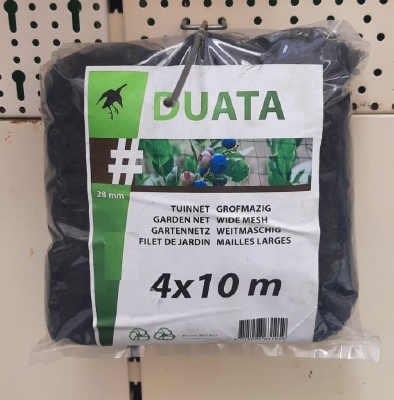 DUATA
#
28 mm
TUINNET GROFMAZIG
GARDEN NET WIDE MESH
GARTENNETZ WEITMASCHIG
FILET DE JARDIN MAILLES LARGES
4x10 m